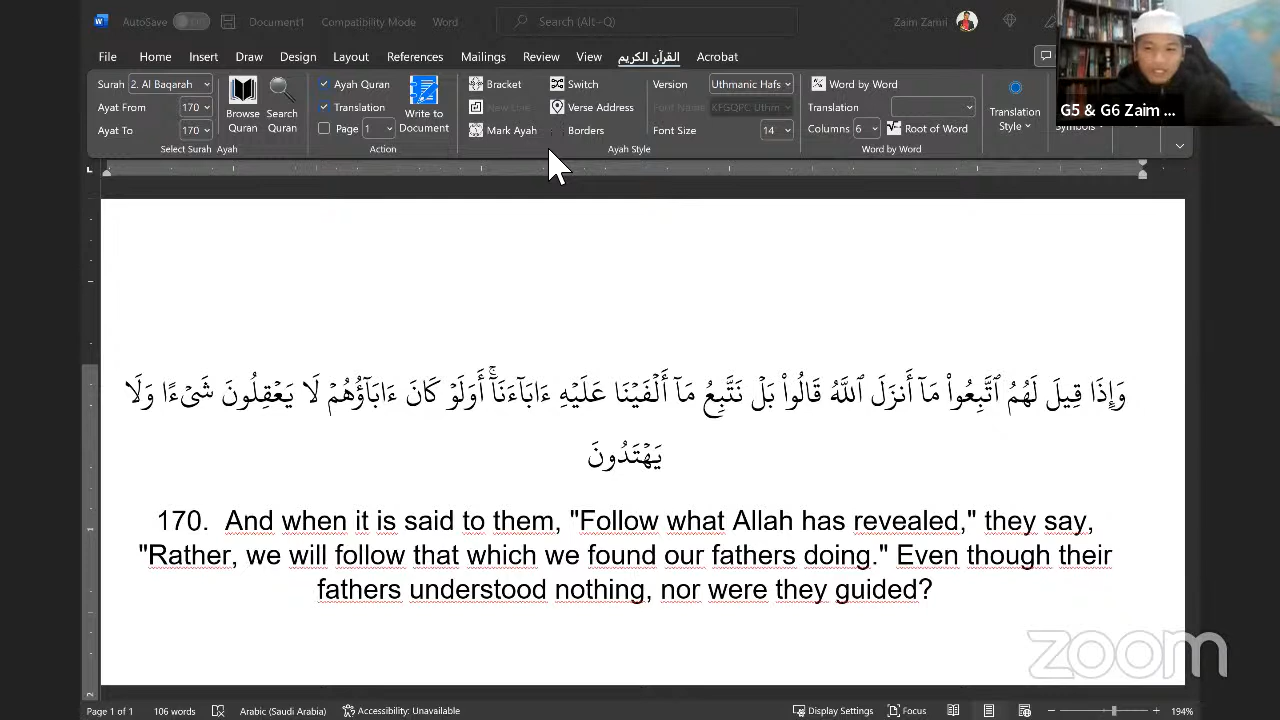 AutoSave
Off
Document1
Compatibility Mode
Word
Search (Alt+Q)
Zaim Zamri
File Home Insert Draw Design Layout References Mailings Review View القرآن الكريم Acrobat
Surah 2. Al Baqarah
Ayat From 170
Ayat To 170
Browse Quran
Search Quran
Select Surah Ayah
Ayah Quran
Translation
Page 1
Write to Document
Action
Bracket
New Line
Mark Ayah
Switch
Verse Address
Borders
Version Uthmanic Hafs
Font Name KFGQPC Uthm
Font Size 14
Ayah Style
Word by Word
Translation
Columns 6 Root of Word
Word by Word
Translation Style
G5 & G6 Zaim ...
وَإِذَا قِيلَ لَهُمُ ٱتَّبِعُواْ مَآ أَنزَلَ ٱللَّهُ قَالُواْ بَلۡ نَتَّبِعُ مَآ أَلۡفَيۡنَا عَلَيۡهِ ءَابَآءَنَآۚ أَوَلَوۡ كَانَ ءَابَآؤُهُمۡ لَا يَعۡقِلُونَ شَيۡـٔٗا وَلَا
يَهۡتَدُونَ
170. And when it is said to them, "Follow what Allah has revealed," they say,
"Rather, we will follow that which we found our fathers doing." Even though their
fathers understood nothing, nor were they guided?
zoom
Page 1 of 1 106 words Arabic (Saudi Arabia) Accessibility: Unavailable Display Settings Focus 194%